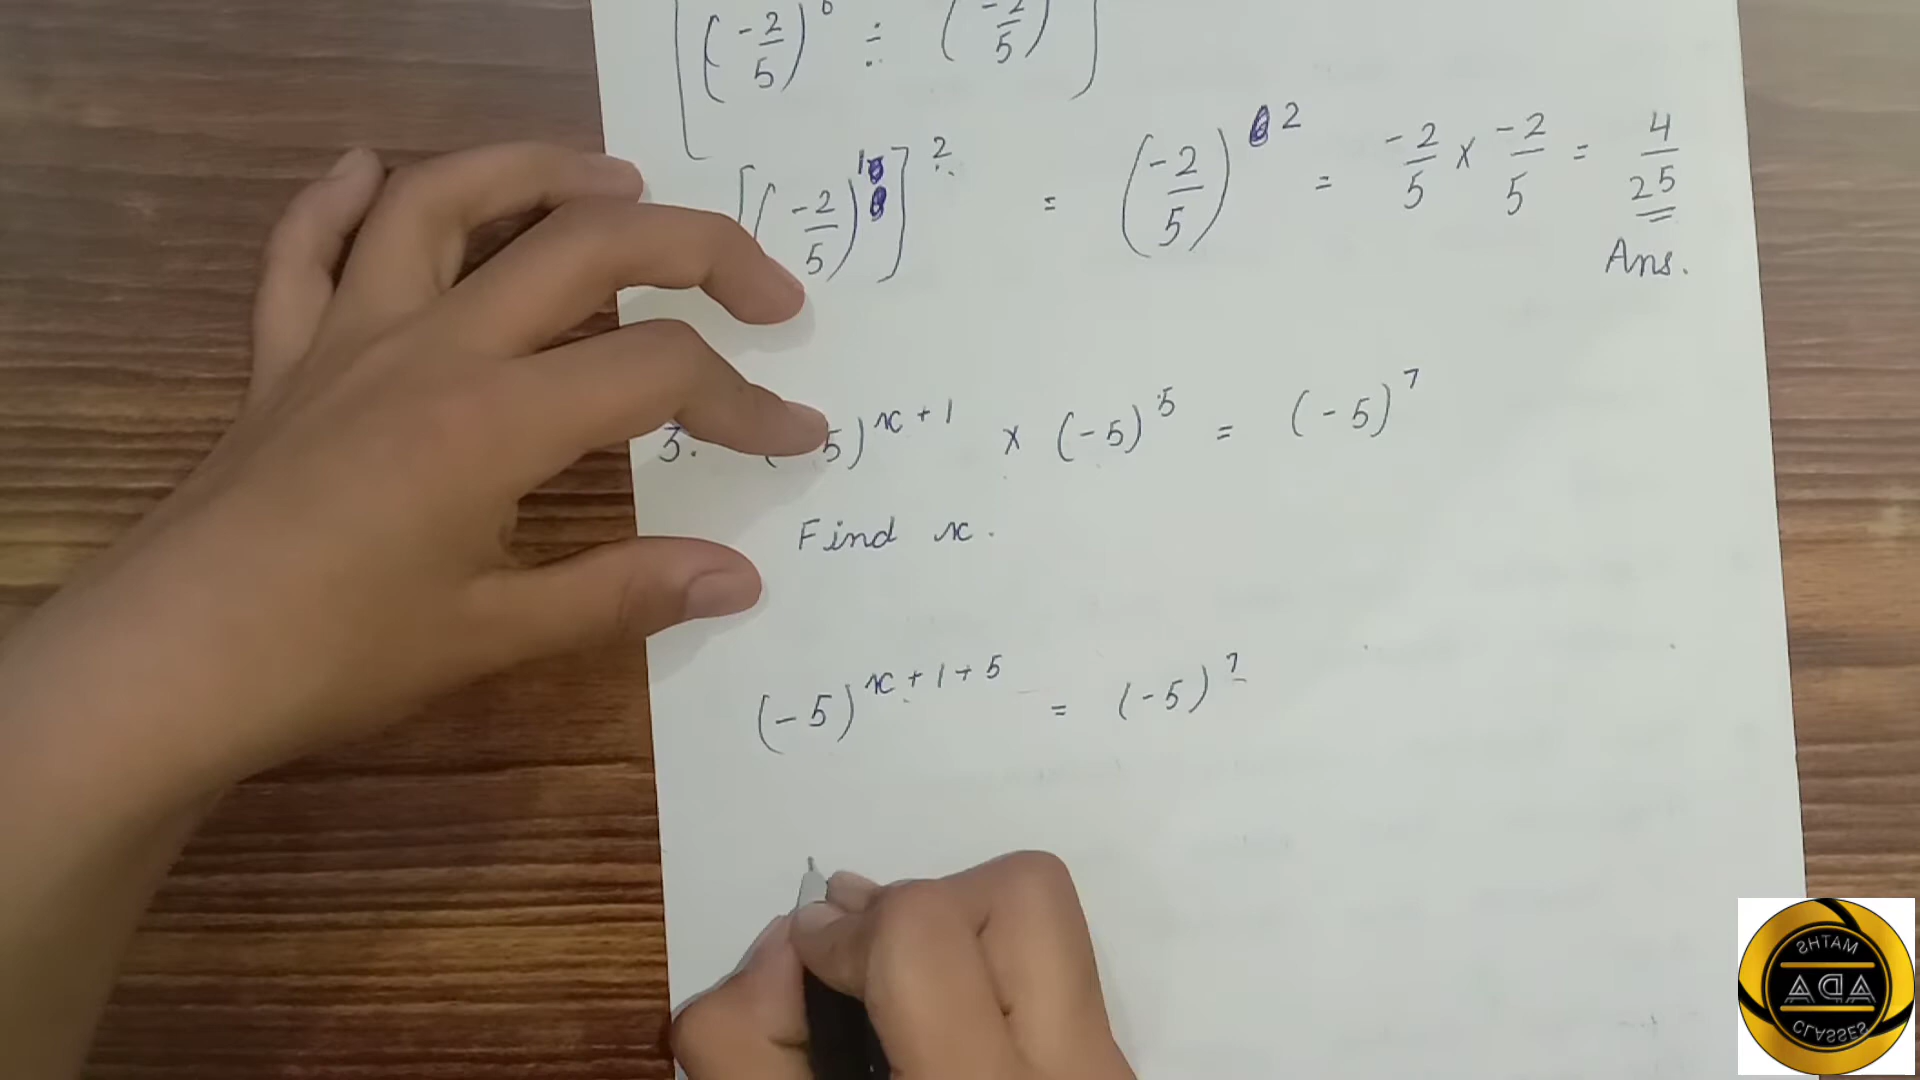 [(-2/5)^6 ÷ (-2/5)]
[(-2/5)^1]^2 = (-2/5)^2 = -2/5 × -2/5 = 4/25
Ans.
3. (5)^x+1 × (-5)^5 = (-5)^7
Find x.
(-5)^x+1+5 = (-5)^7
MATHS
ADA
CLASSES